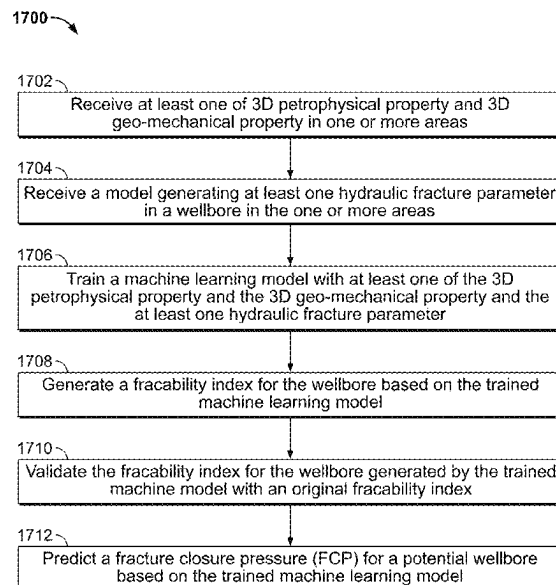 1700
1702
Receive at least one of 3D petrophysical property and 3D
geo-mechanical property in one or more areas
1704
Receive a model generating at least one hydraulic fracture parameter
in a wellbore in the one or more areas
1706
Train a machine learning model with at least one of the 3D
petrophysical property and the 3D geo-mechanical property and the
at least one hydraulic fracture parameter
1708
Generate a fracability index for the wellbore based on the trained
machine learning model
1710
Validate the fracability index for the wellbore generated by the trained
machine model with an original fracability index
1712
Predict a fracture closure pressure (FCP) for a potential wellbore
based on the trained machine learning model